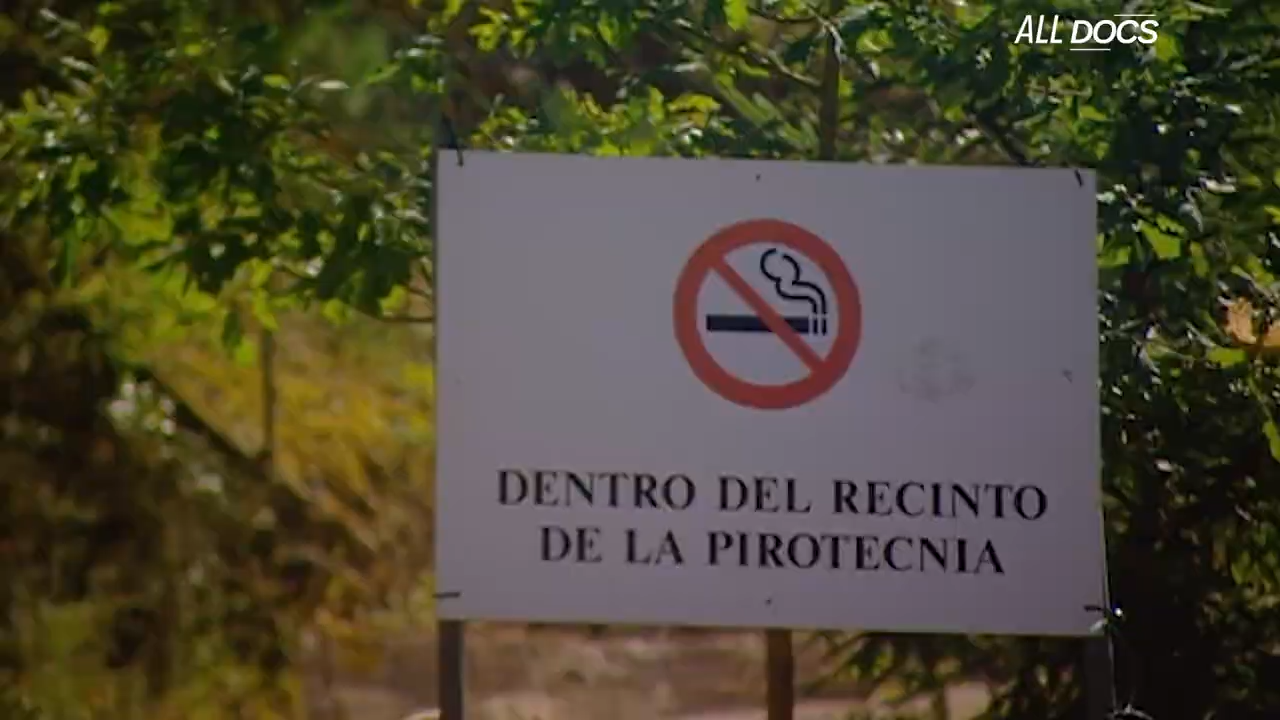 ALL DOCS
DENTRO DEL RECINTO
DE LA PIROTECNIA